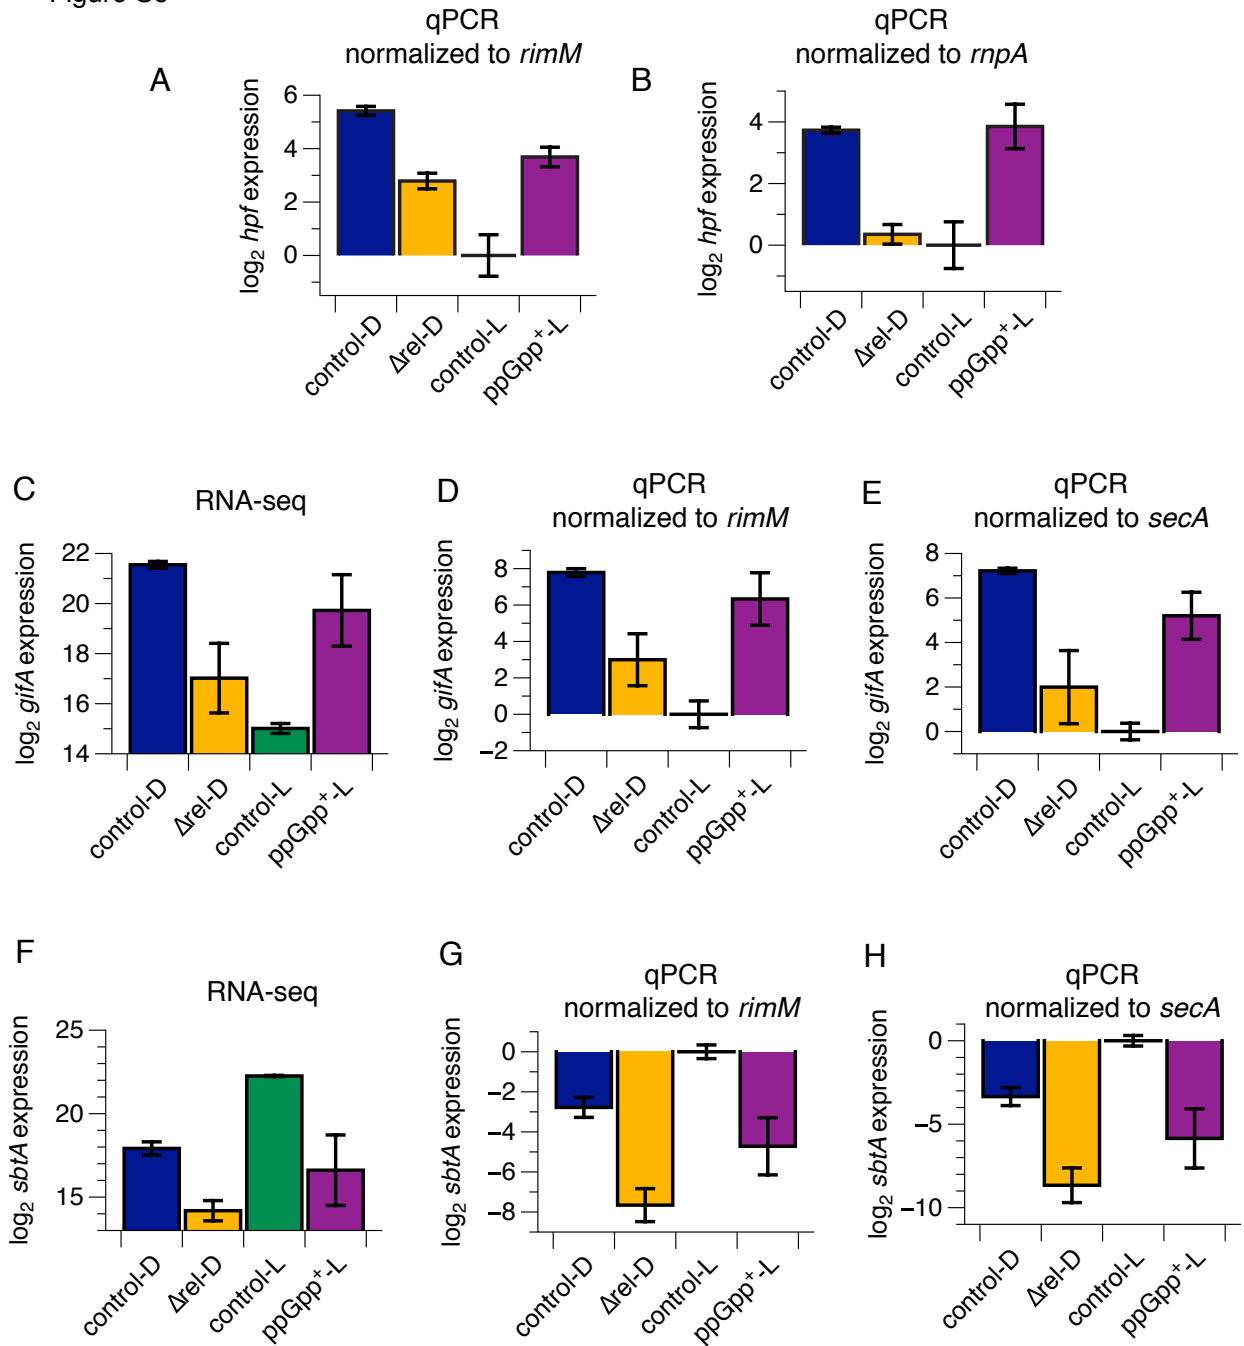 qPCR
normalized to rimM
qPCR
normalized to rnpA
A
B
log2 hpf expression
6
4
2
0
control-D
Δrel-D
control-L
ppGpp+-L
log2 hpf expression
4
2
0
control-D
Δrel-D
control-L
ppGpp+-L
C
RNA-seq
D
qPCR
normalized to rimM
E
qPCR
normalized to secA
log2 gifA expression
22
20
18
16
14
control-D
Δrel-D
control-L
ppGpp+-L
log2 gifA expression
8
6
4
2
0
−2
control-D
Δrel-D
control-L
ppGpp+-L
log2 gifA expression
8
6
4
2
0
control-D
Δrel-D
control-L
ppGpp+-L
F
RNA-seq
G
qPCR
normalized to rimM
H
qPCR
normalized to secA
log2 sbtA expression
25
20
15
control-D
Δrel-D
control-L
ppGpp+-L
log2 sbtA expression
0
−2
−4
−6
−8
control-D
Δrel-D
control-L
ppGpp+-L
log2 sbtA expression
0
−5
−10
control-D
Δrel-D
control-L
ppGpp+-L